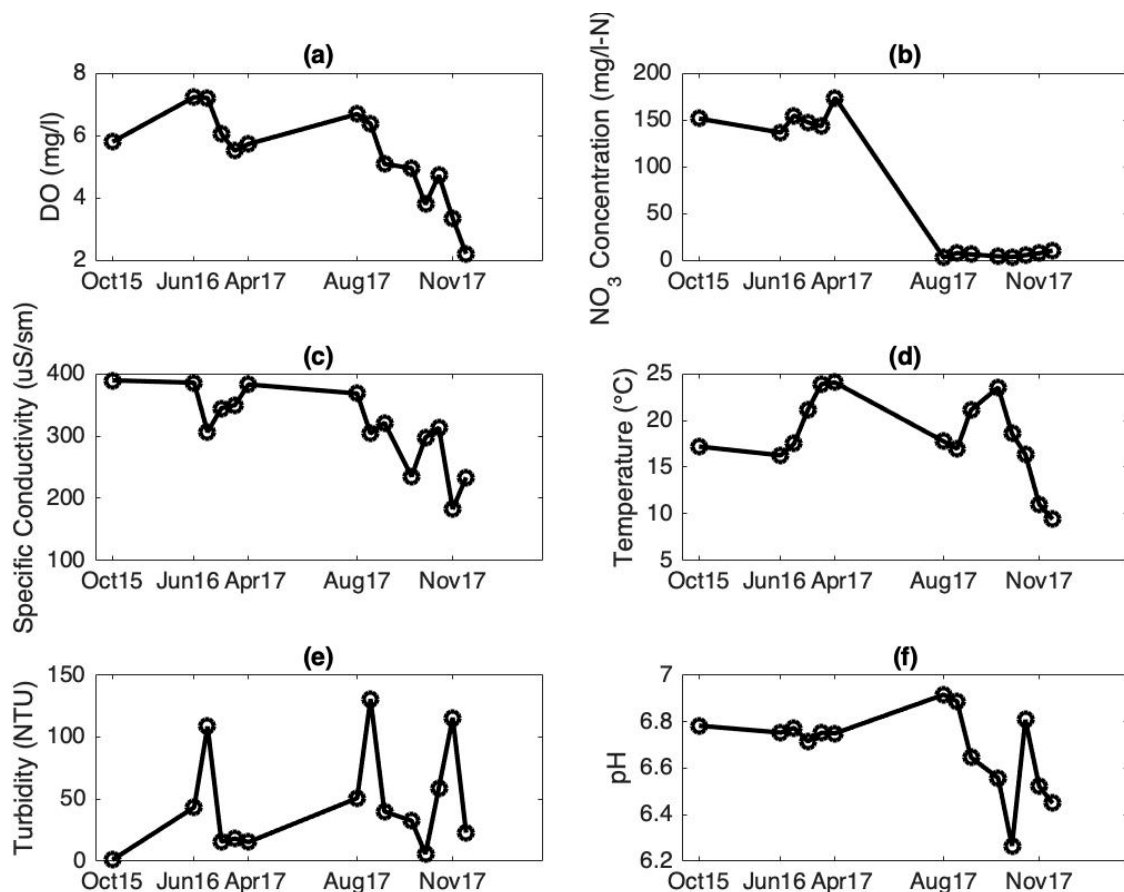 (a)
DO (mg/l)
8
6
4
2
Oct15 Jun16 Apr17 Aug17 Nov17
(b)
NO3 Concentration (mg/l-N)
200
150
100
50
0
Oct15 Jun16 Apr17 Aug17 Nov17
(c)
Specific Conductivity (uS/sm)
400
300
200
100
Oct15 Jun16 Apr17 Aug17 Nov17
(d)
Temperature (°C)
25
20
15
10
5
Oct15 Jun16 Apr17 Aug17 Nov17
(e)
Turbidity (NTU)
150
100
50
0
Oct15 Jun16 Apr17 Aug17 Nov17
(f)
pH
7
6.8
6.6
6.4
6.2
Oct15 Jun16 Apr17 Aug17 Nov17